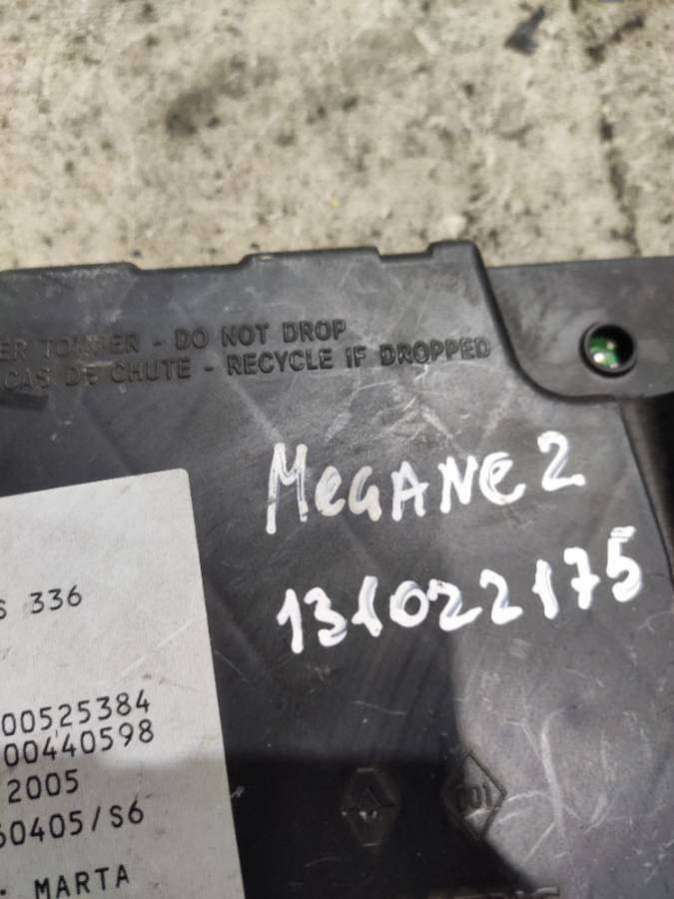 TOMBER - DO NOT DROP
CAS DE CHUTE - RECYCLE IF DROPPED
MeGANe 2
131022175
S 336
00525384
00440598
2005
60405/S6
MARTA